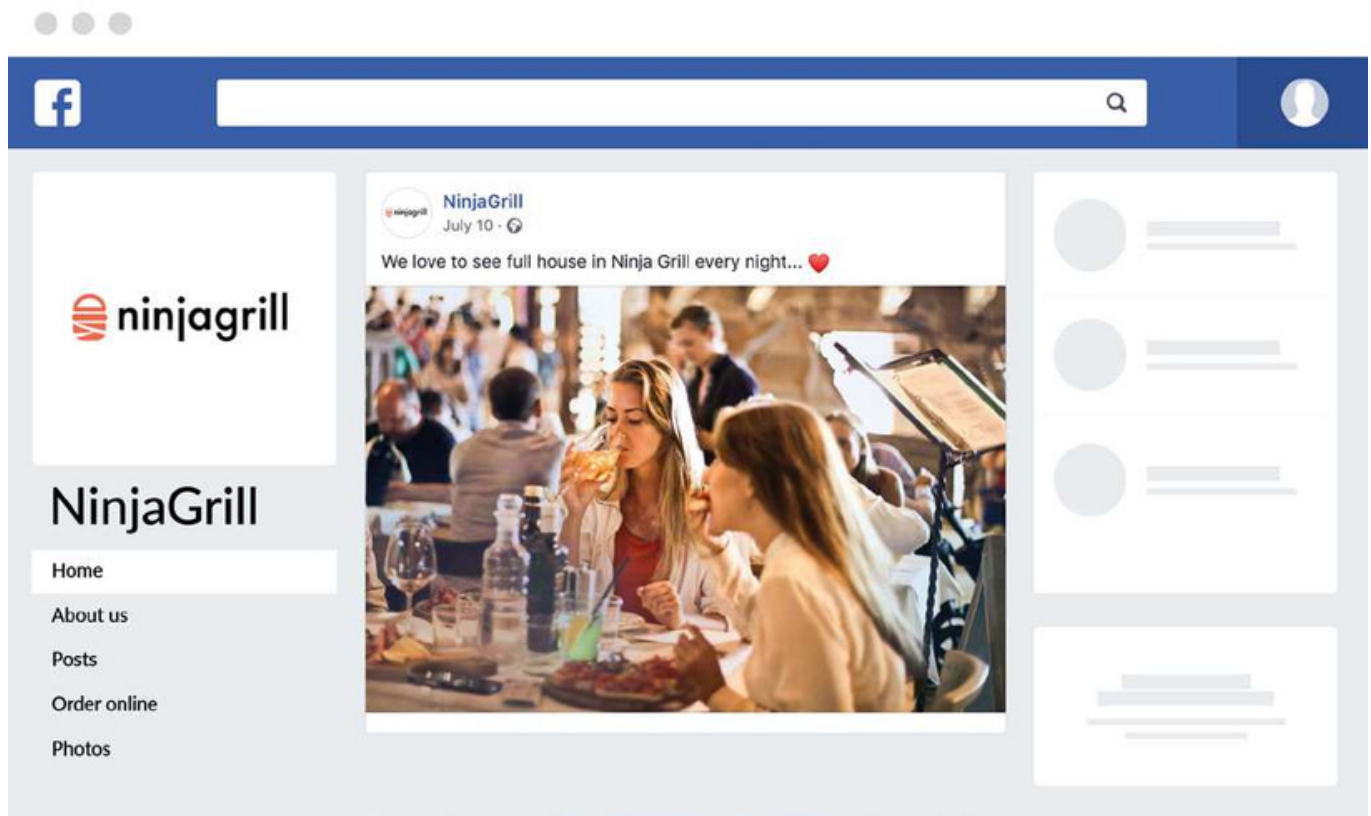 ninjagrill
NinjaGrill
Home
About us
Posts
Order online
Photos
ninjagrill
NinjaGrill
July 10 ·
We love to see full house in Ninja Grill every night... ❤️